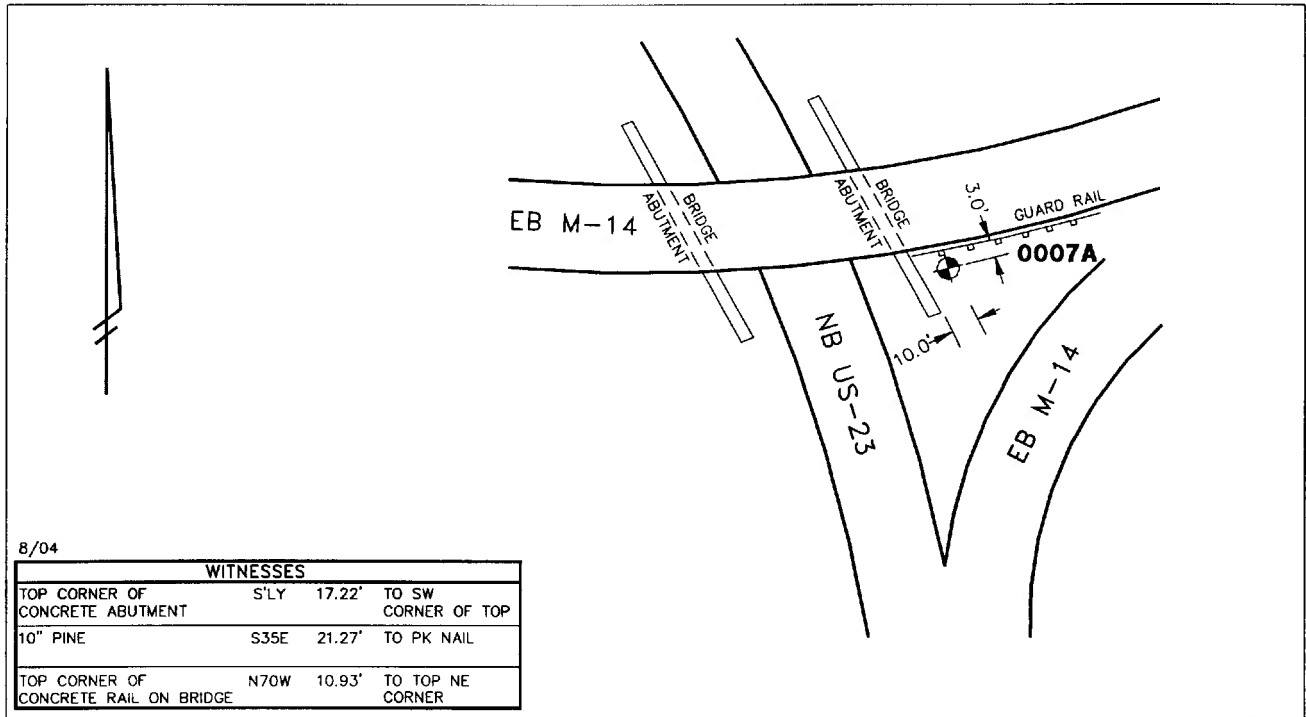 EB M-14
BRIDGE
ABUTMENT
BRIDGE
ABUTMENT
3.0'
GUARD RAIL
0007A
10.0'
NB US-23
EB M-14
8/04
WITNESSES
TOP CORNER OF CONCRETE ABUTMENT S'LY 17.22' TO SW CORNER OF TOP
10" PINE S35E 21.27' TO PK NAIL
TOP CORNER OF CONCRETE RAIL ON BRIDGE N70W 10.93' TO TOP NE CORNER